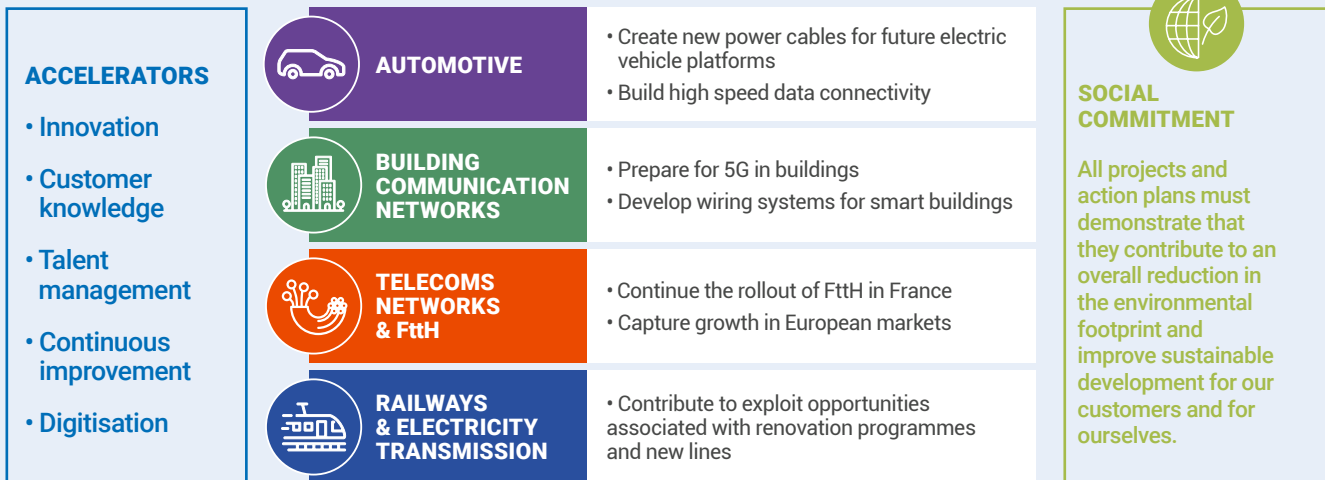 ACCELERATORS
• Innovation
• Customer
knowledge
• Talent
management
• Continuous
improvement
• Digitisation
AUTOMOTIVE
• Create new power cables for future electric
vehicle platforms
• Build high speed data connectivity
BUILDING
COMMUNICATION
NETWORKS
• Prepare for 5G in buildings
• Develop wiring systems for smart buildings
TELECOMS
NETWORKS
& FttH
• Continue the rollout of FttH in France
• Capture growth in European markets
RAILWAYS
& ELECTRICITY
TRANSMISSION
• Contribute to exploit opportunities
associated with renovation programmes
and new lines
SOCIAL
COMMITMENT
All projects and
action plans must
demonstrate that
they contribute to an
overall reduction in
the environmental
footprint and
improve sustainable
development for our
customers and for
ourselves.